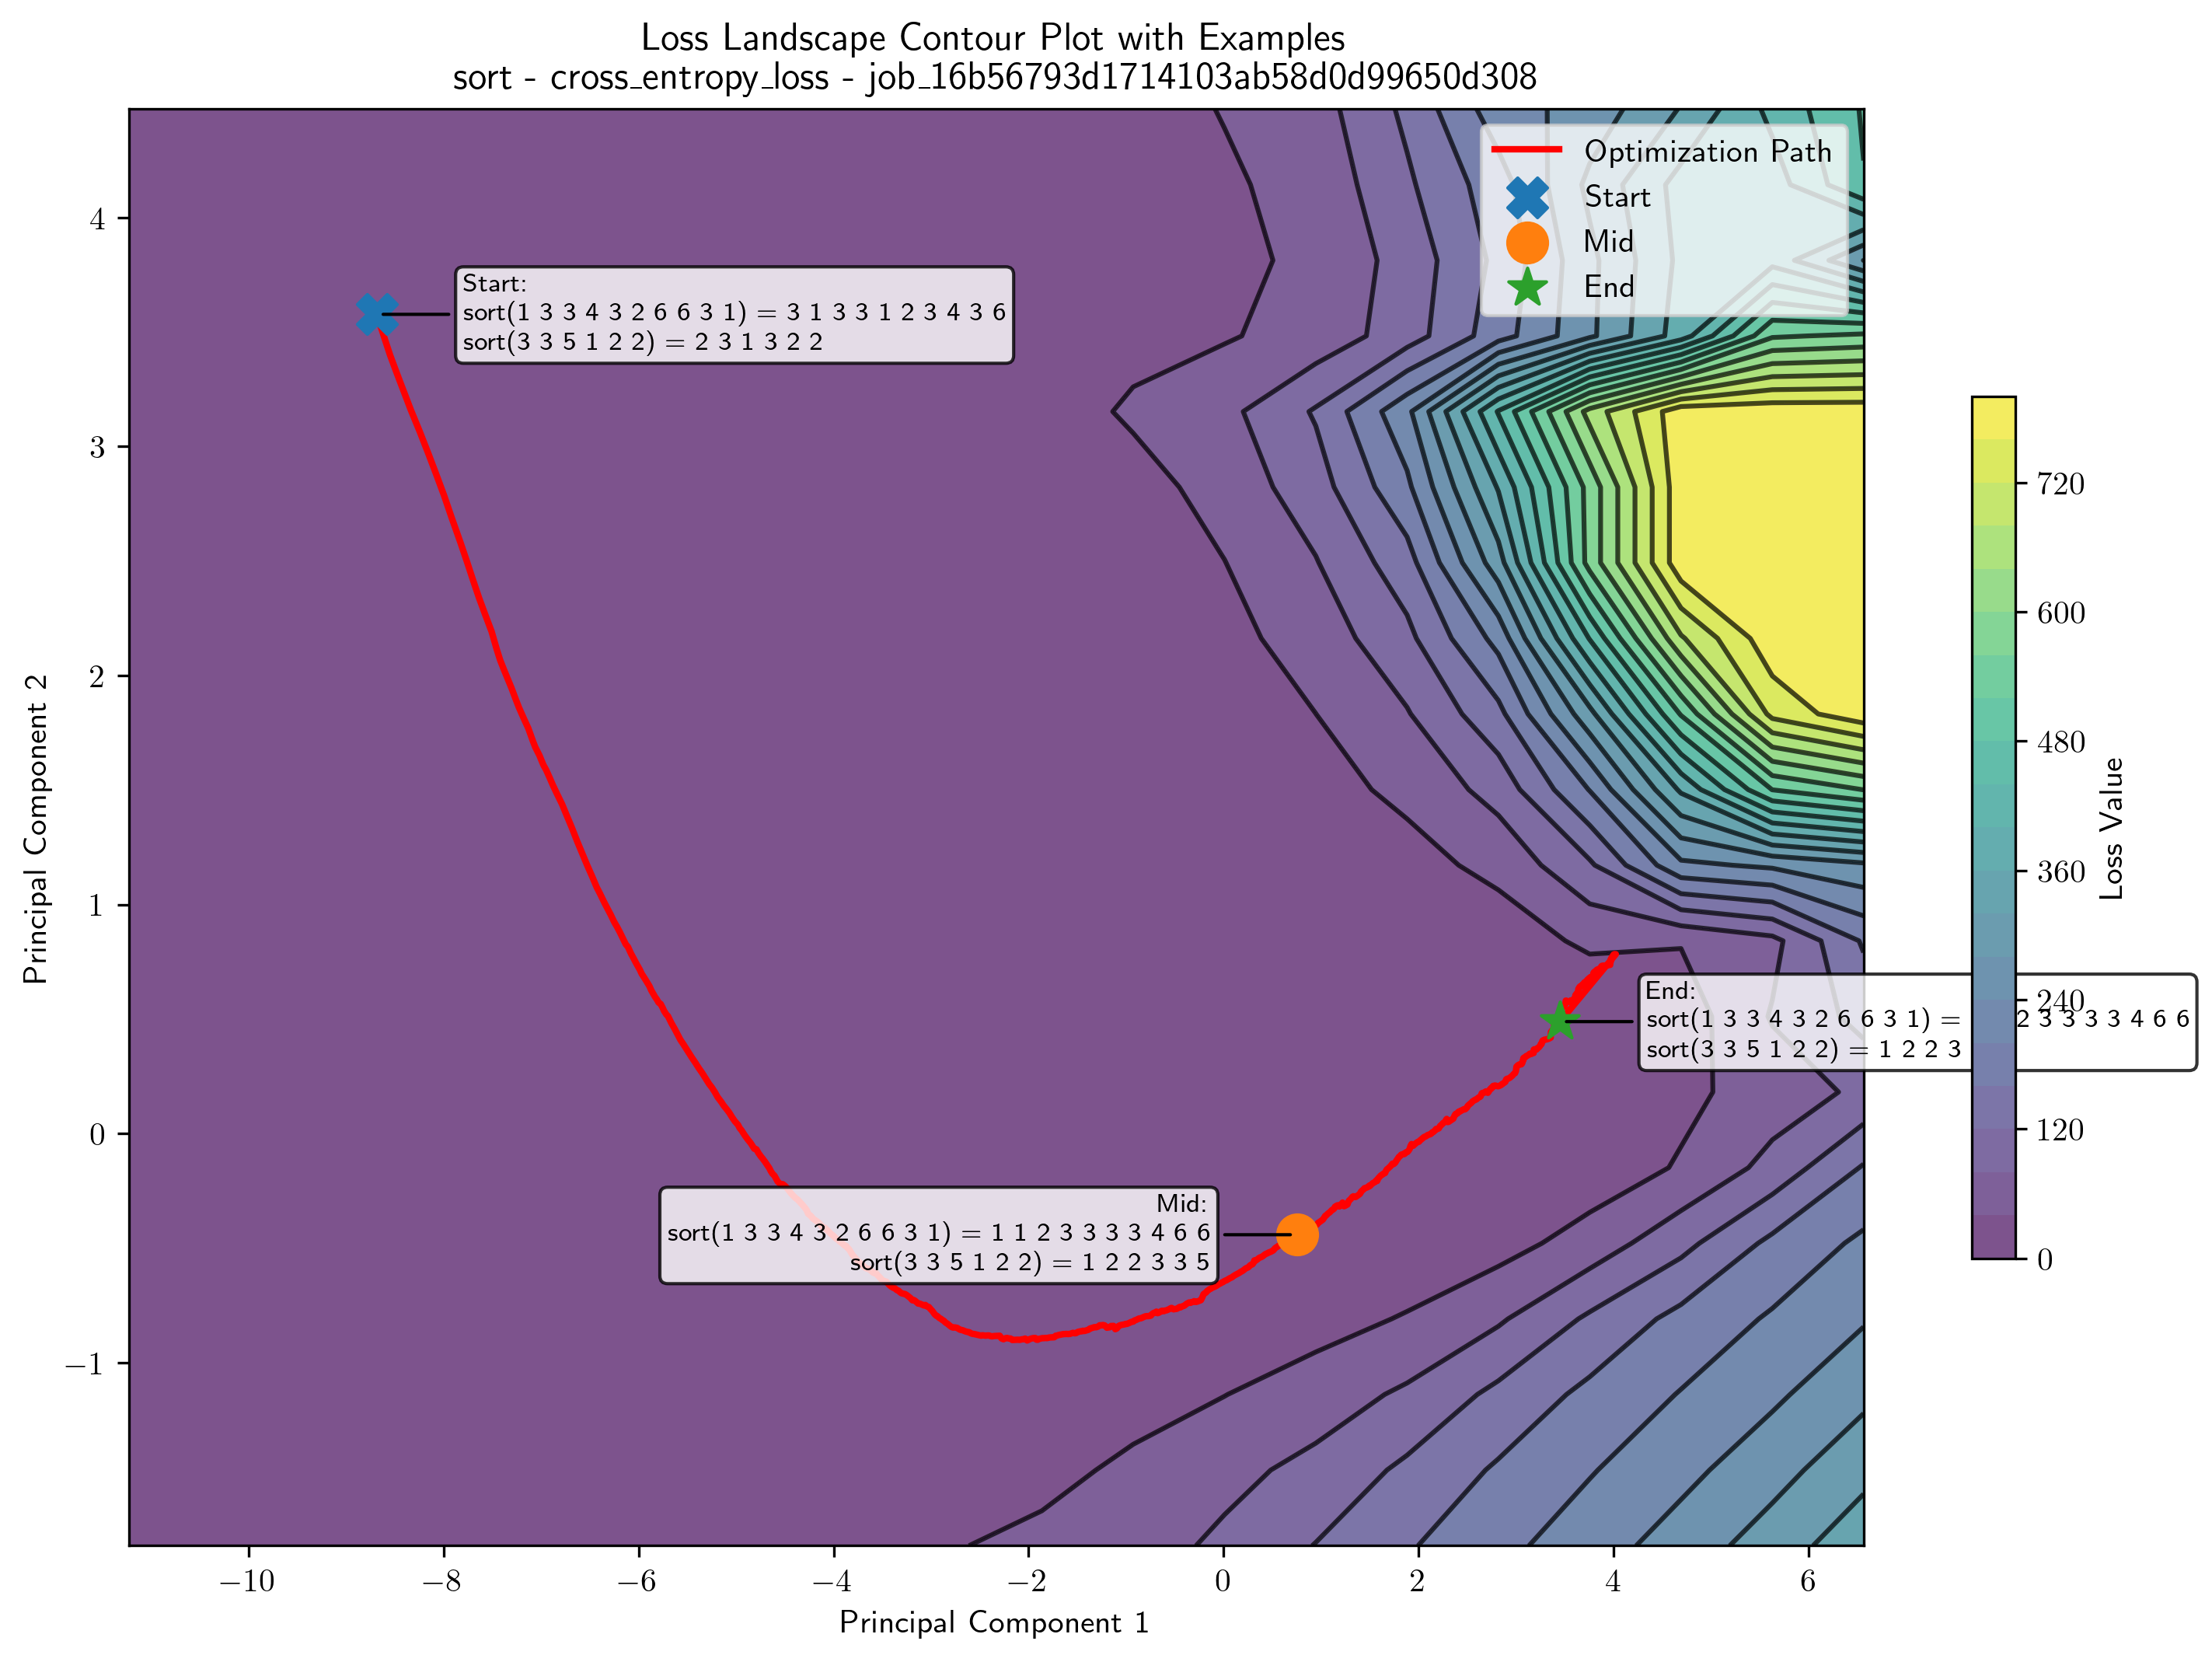 Loss Landscape Contour Plot with Examples
sort - cross_entropy_loss - job_16b56793d1714103ab58d0d99650d308
Optimization Path
Start
Mid
End
Start:
sort(1 3 3 4 3 2 6 6 3 1) = 3 1 3 3 1 2 3 4 3 6
sort(3 3 5 1 2 2) = 2 3 1 3 2 2
End:
sort(1 3 3 4 3 2 6 6 3 1) = 2 3 3 3 3 4 6 6
sort(3 3 5 1 2 2) = 1 2 2 3
Mid:
sort(1 3 3 4 3 2 6 6 3 1) = 1 1 2 3 3 3 3 4 6 6
sort(3 3 5 1 2 2) = 1 2 2 3 3 5
4
3
2
1
0
−1
Principal Component 2
−10
−8
−6
−4
−2
0
2
4
6
Principal Component 1
720
600
480
360
240
120
0
Loss Value